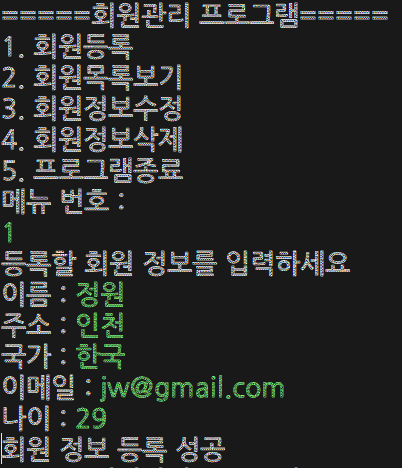 =====회원관리 프로그램=====
1. 회원등록
2. 회원목록보기
3. 회원정보수정
4. 회원정보삭제
5. 프로그램종료
메뉴 번호 :
1
등록할 회원 정보를 입력하세요
이름 : 정원
주소 : 인천
국가 : 한국
이메일 : jw@gmail.com
나이 : 29
회원 정보 등록 성공